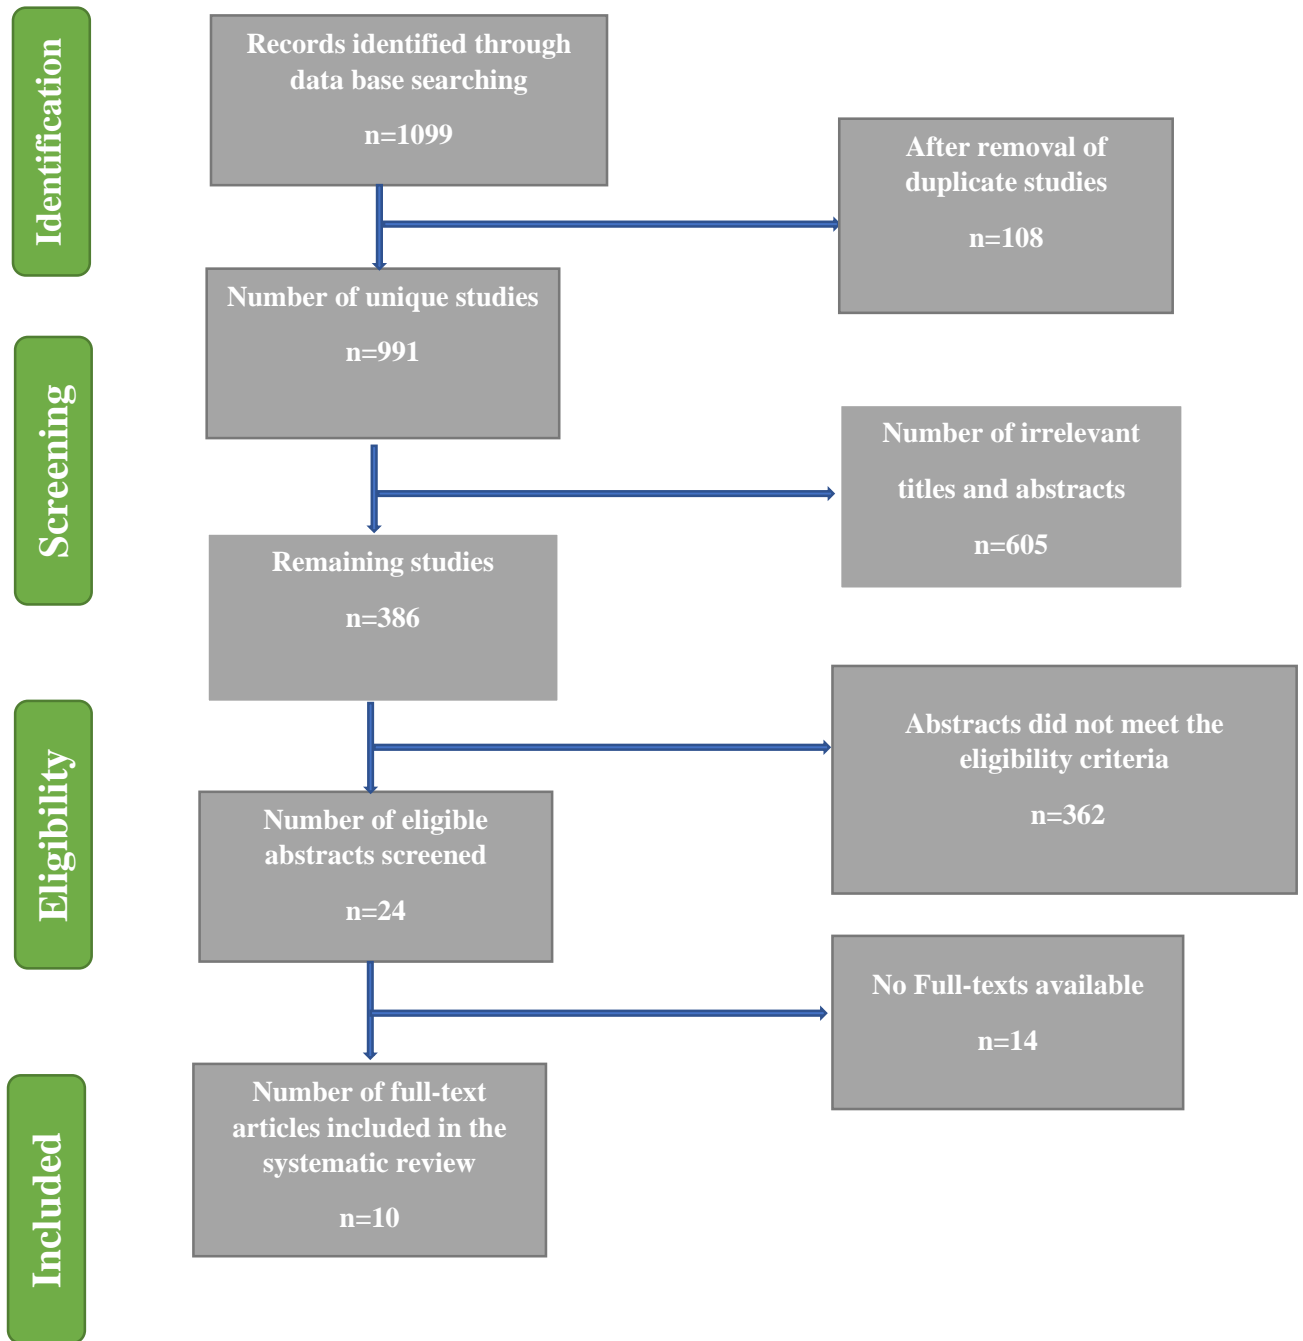 Identification
Records identified through
data base searching
n=1099
After removal of
duplicate studies
n=108
Number of unique studies
n=991
Screening
Number of irrelevant
titles and abstracts
n=605
Remaining studies
n=386
Eligibility
Abstracts did not meet the
eligibility criteria
n=362
Number of eligible
abstracts screened
n=24
No Full-texts available
n=14
Included
Number of full-text
articles included in the
systematic review
n=10